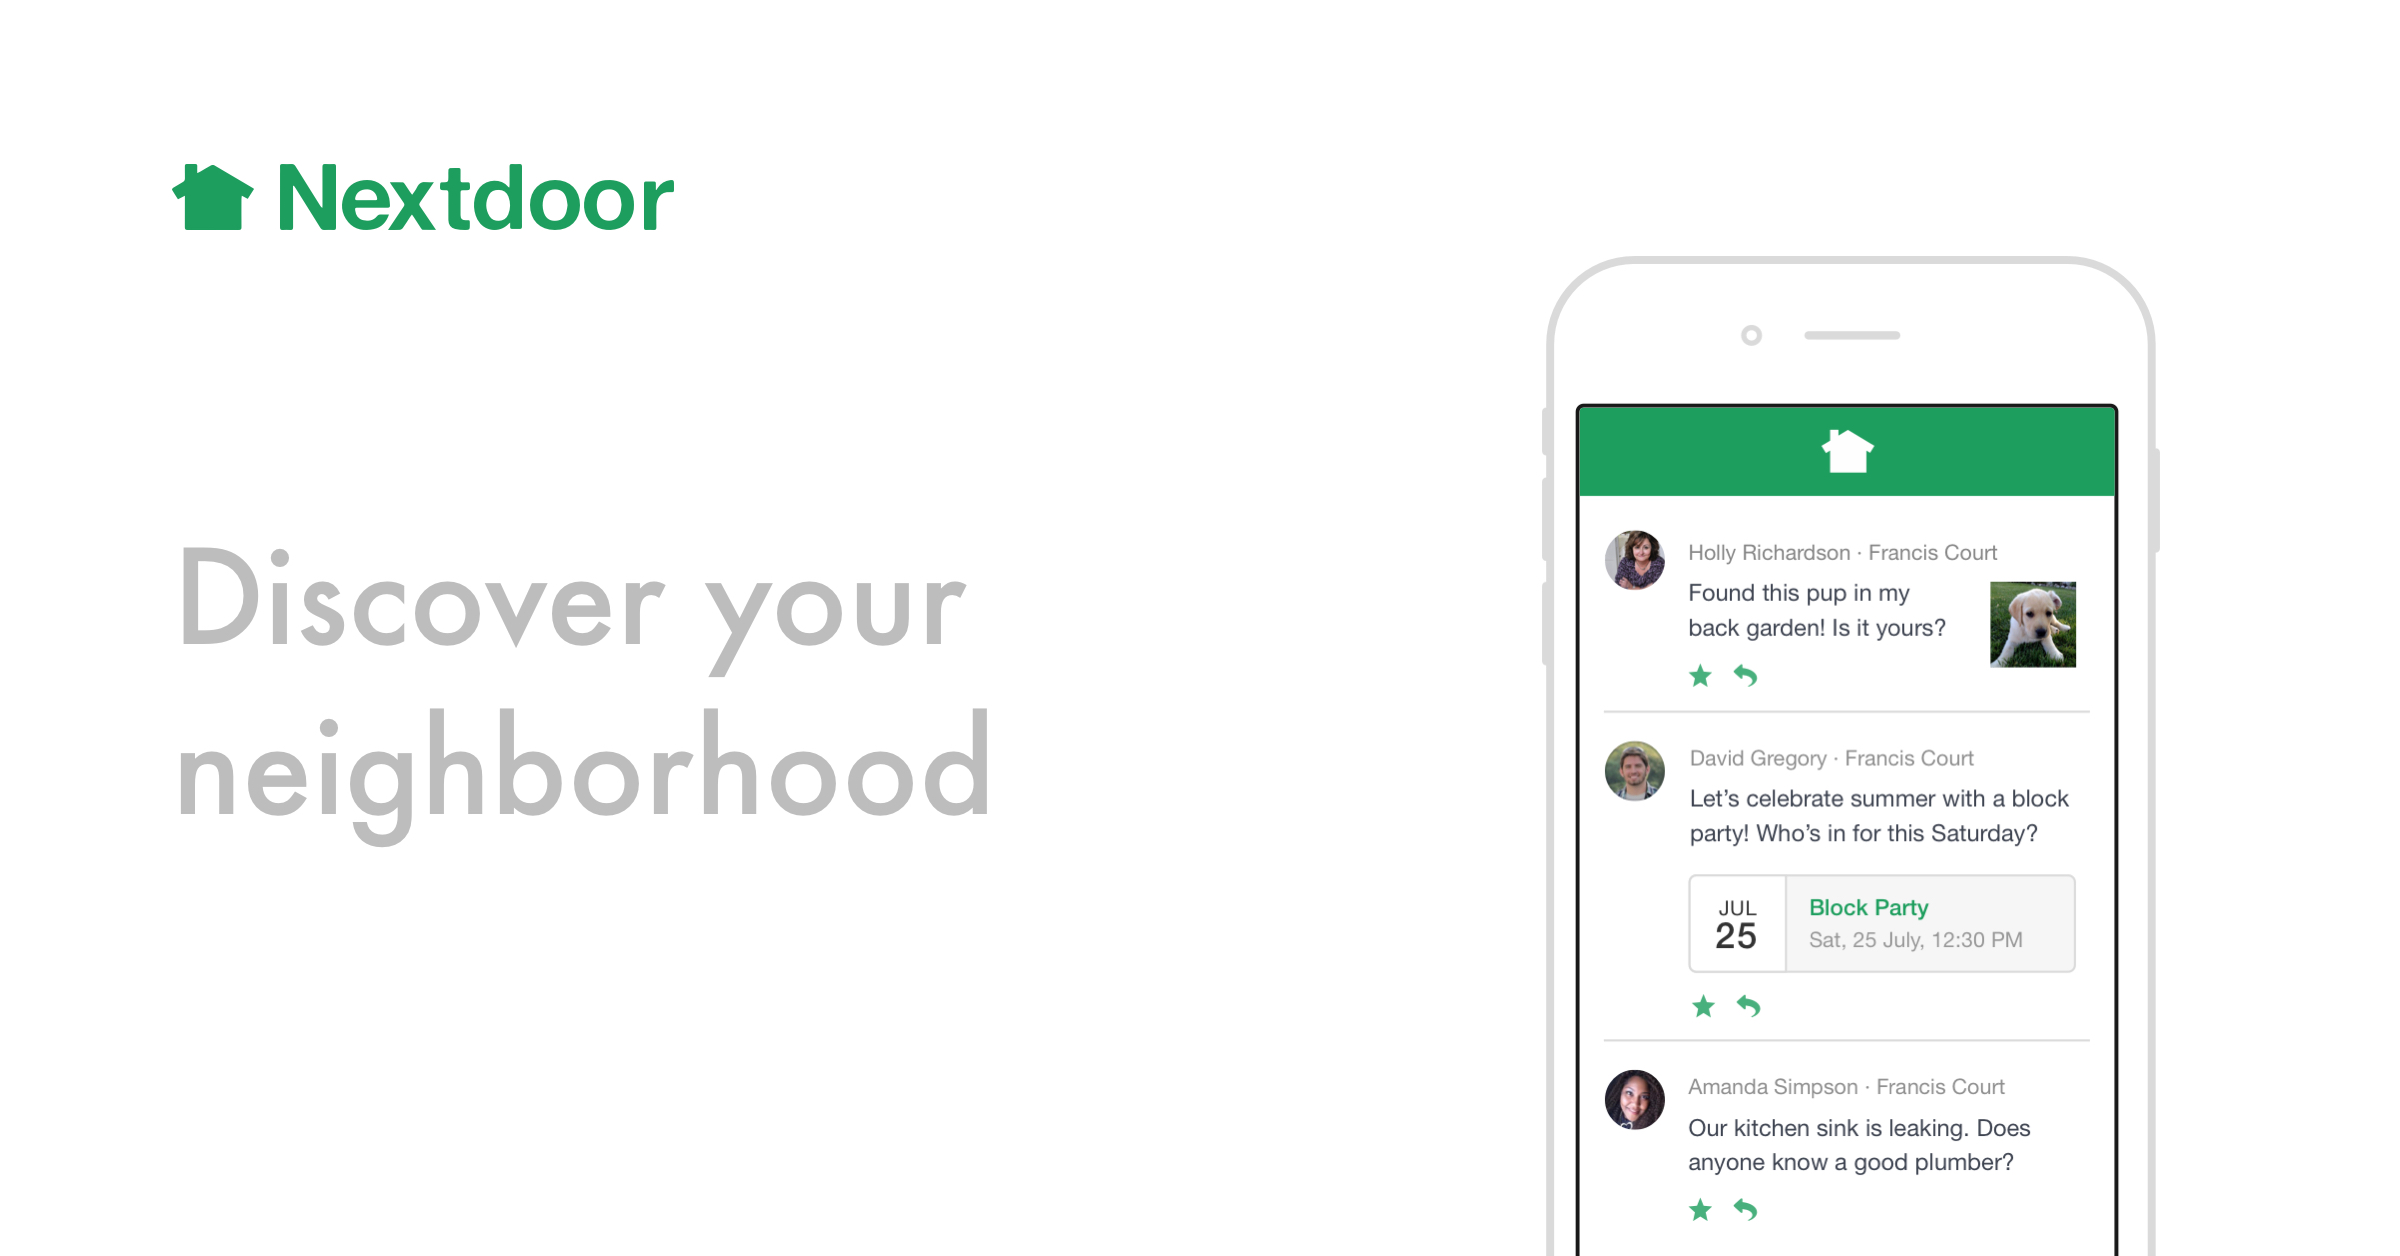 Nextdoor
Discover your
neighborhood
Holly Richardson · Francis Court
Found this pup in my
back garden! Is it yours?
David Gregory · Francis Court
Let’s celebrate summer with a block
party! Who’s in for this Saturday?
JUL
25
Block Party
Sat, 25 July, 12:30 PM
Amanda Simpson · Francis Court
Our kitchen sink is leaking. Does
anyone know a good plumber?